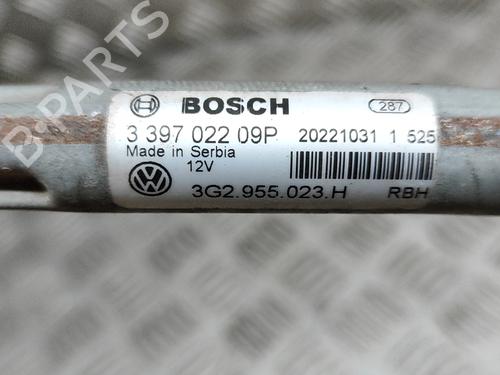 BOSCH 287
3 397 022 09P 20221031 1 525
Made in Serbia
12V
3G2.955.023.H RBH
B-PARTS